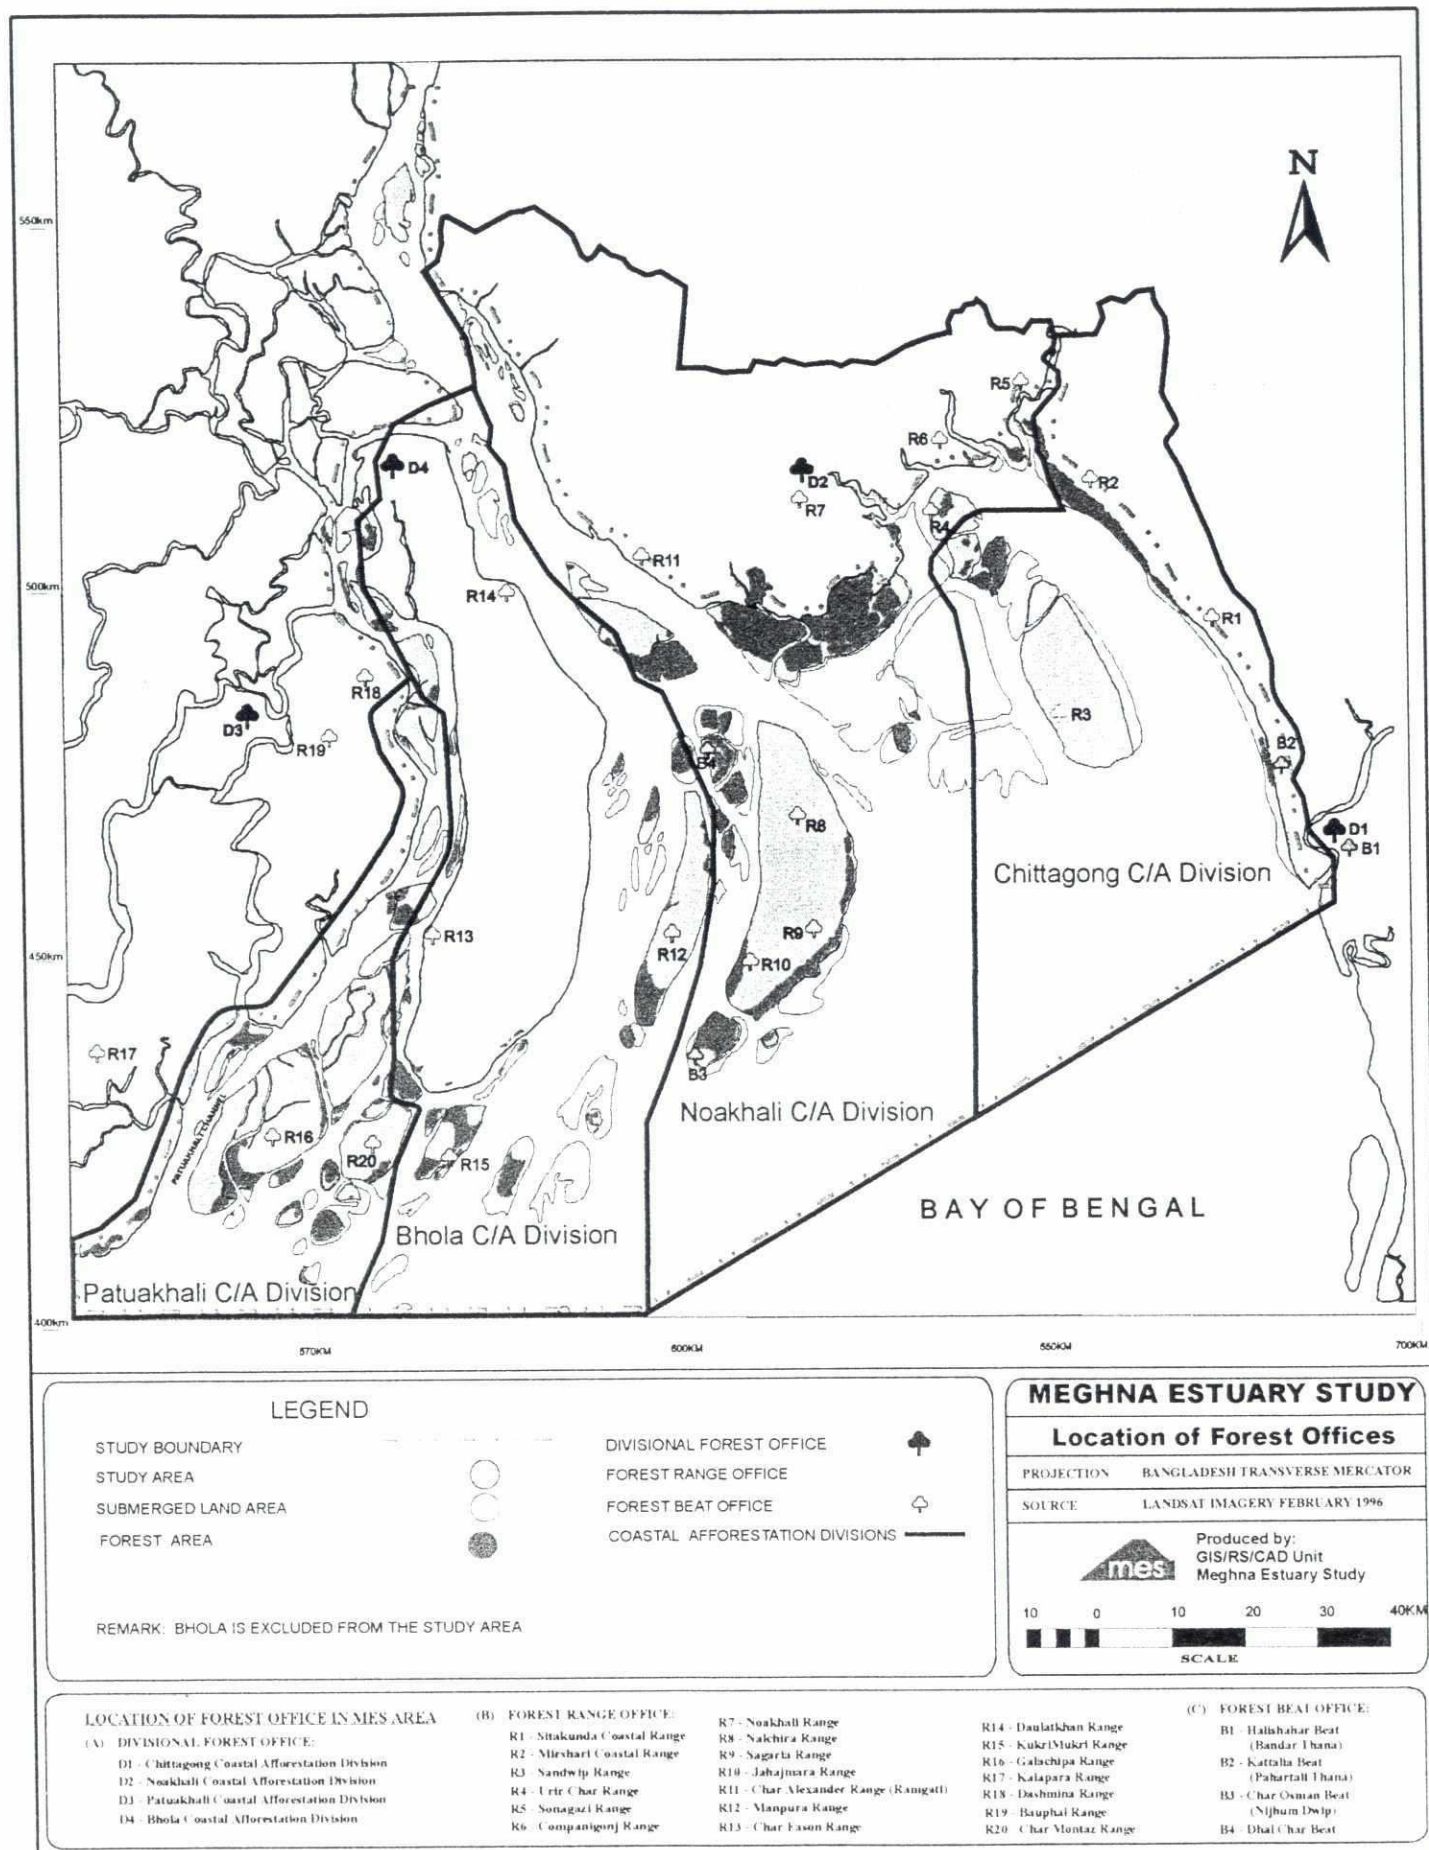 N
550km
500km
450km
400km
570KM
600KM
650KM
700KM
R5
R6
D4
D2
R7
R2
R4
R11
R14
R1
R18
D3
R19
R3
B2
B4
R8
D1
B1
Chittagong C/A Division
R13
R12
R9
R10
R17
B3
Noakhali C/A Division
PATUAKHALI CHANNEL
R16
R20
R15
BAY OF BENGAL
Bhola C/A Division
Patuakhali C/A Division
LEGEND
STUDY BOUNDARY
STUDY AREA
SUBMERGED LAND AREA
FOREST AREA
DIVISIONAL FOREST OFFICE
FOREST RANGE OFFICE
FOREST BEAT OFFICE
COASTAL AFFORESTATION DIVISIONS
REMARK: BHOLA IS EXCLUDED FROM THE STUDY AREA
MEGHNA ESTUARY STUDY
Location of Forest Offices
PROJECTION BANGLADESH TRANSVERSE MERCATOR
SOURCE LANDSAT IMAGERY FEBRUARY 1996
mes
Produced by:
GIS/RS/CAD Unit
Meghna Estuary Study
10 0 10 20 30 40KM
SCALE
LOCATION OF FOREST OFFICE IN MES AREA
(A) DIVISIONAL FOREST OFFICE:
D1 - Chittagong Coastal Afforestation Division
D2 - Noakhali Coastal Afforestation Division
D3 - Patuakhali Coastal Afforestation Division
D4 - Bhola Coastal Afforestation Division
(B) FOREST RANGE OFFICE:
R1 - Sitakunda Coastal Range
R2 - Mirshari Coastal Range
R3 - Sandwip Range
R4 - Urir Char Range
R5 - Sonagazi Range
R6 - Companigonj Range
R7 - Noakhali Range
R8 - Nalchira Range
R9 - Sagaria Range
R10 - Jahajmara Range
R11 - Char Alexander Range (Ramgati)
R12 - Manpura Range
R13 - Char Fason Range
R14 - Daulatkhan Range
R15 - KukriMukri Range
R16 - Galachipa Range
R17 - Kalapara Range
R18 - Dashmina Range
R19 - Bauphal Range
R20 - Char Montaz Range
(C) FOREST BEAT OFFICE:
B1 - Halishahar Beat
(Bandar Thana)
B2 - Kattalia Beat
(Pahartali Thana)
B3 - Char Osman Beat
(Nijhum Dwip)
B4 - Dhal Char Beat